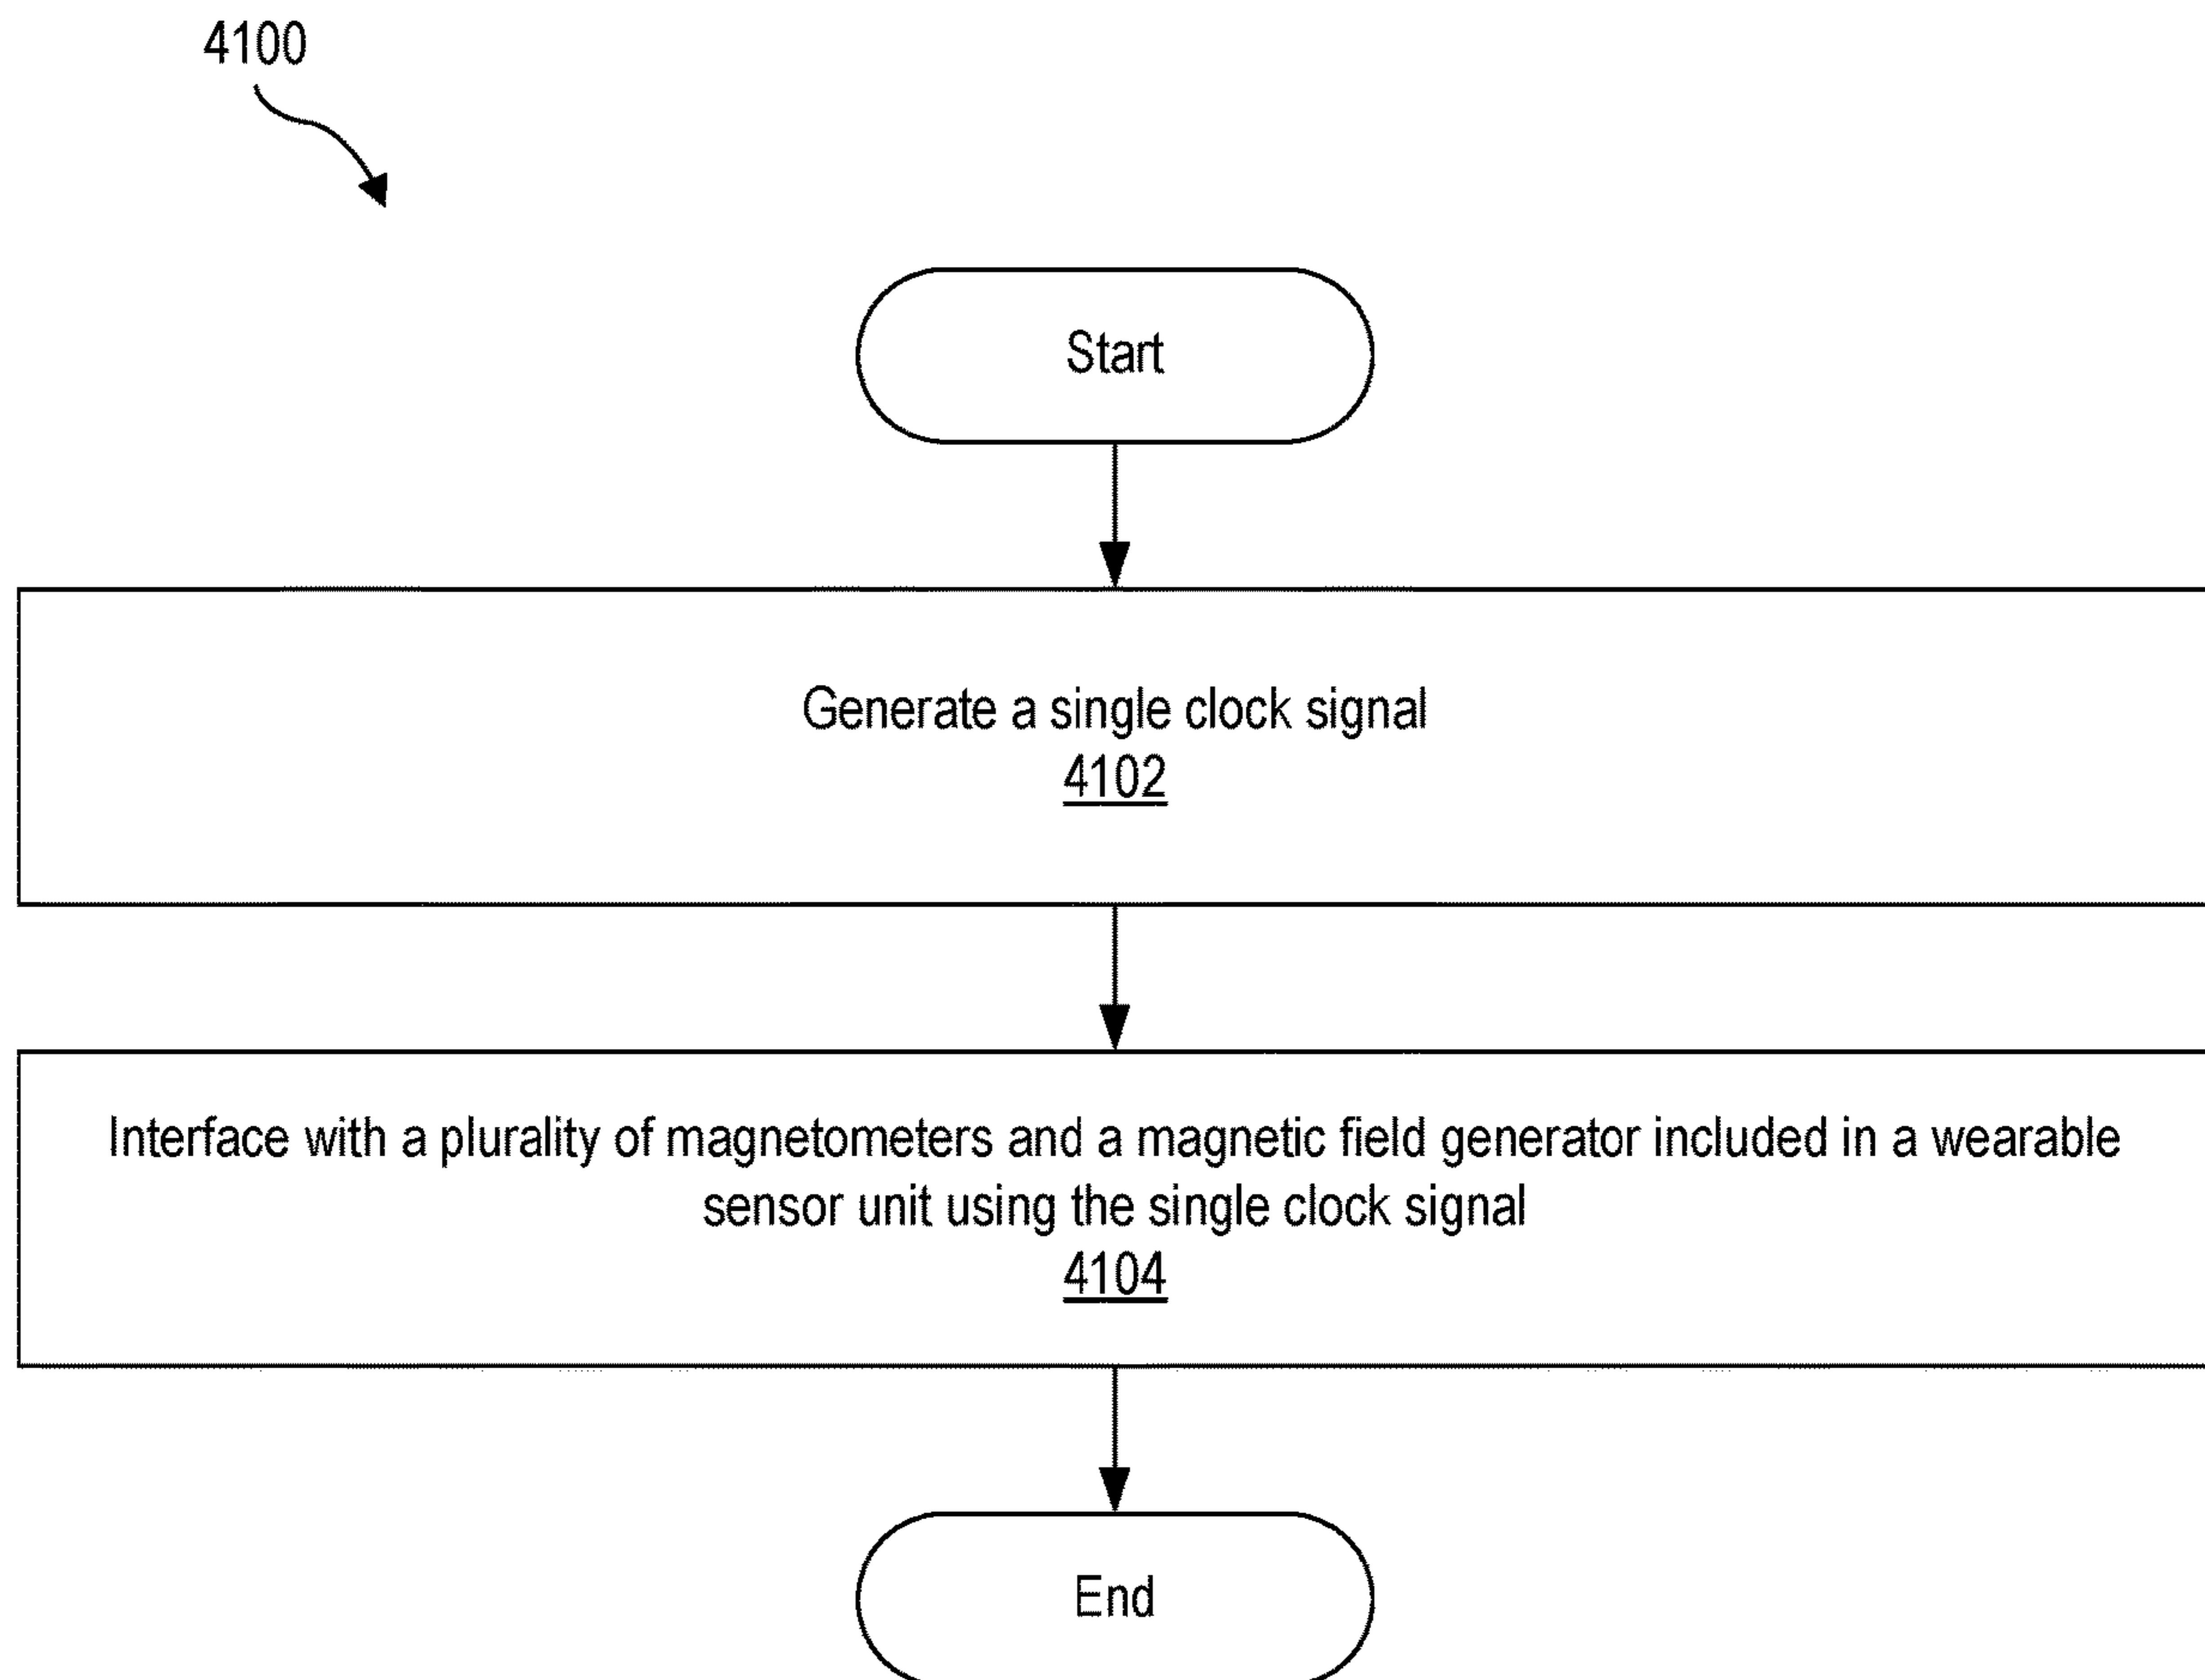 4100
Start
Generate a single clock signal
4102
Interface with a plurality of magnetometers and a magnetic field generator included in a wearable
sensor unit using the single clock signal
4104
End